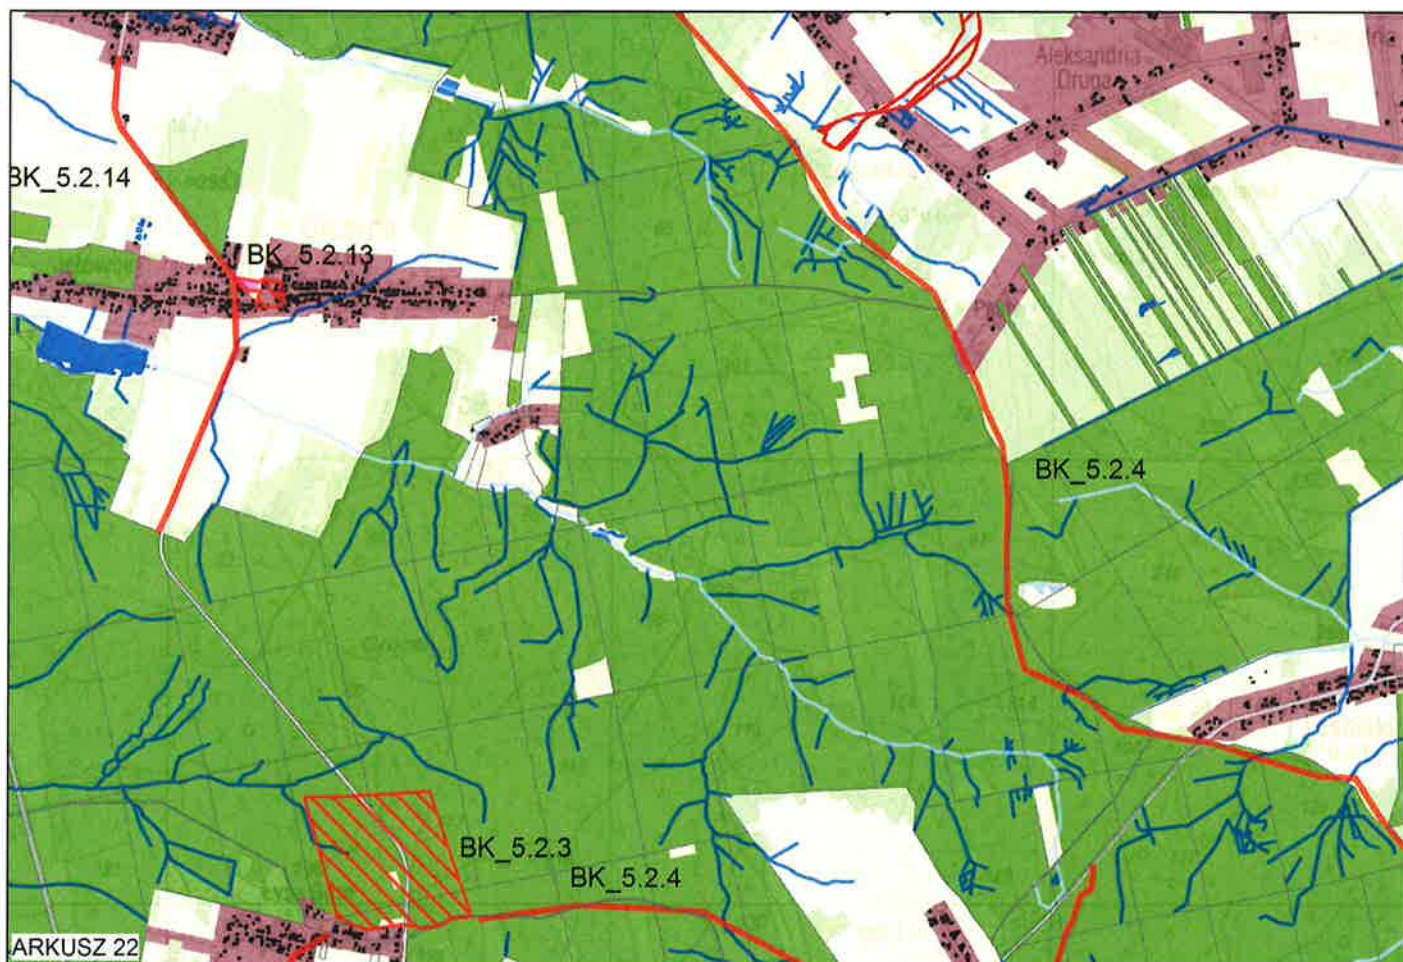 Aleksandria
Druga
BK_5.2.14
BK_5.2.13
BK_5.2.4
BK_5.2.3
BK_5.2.4
ARKUSZ 22